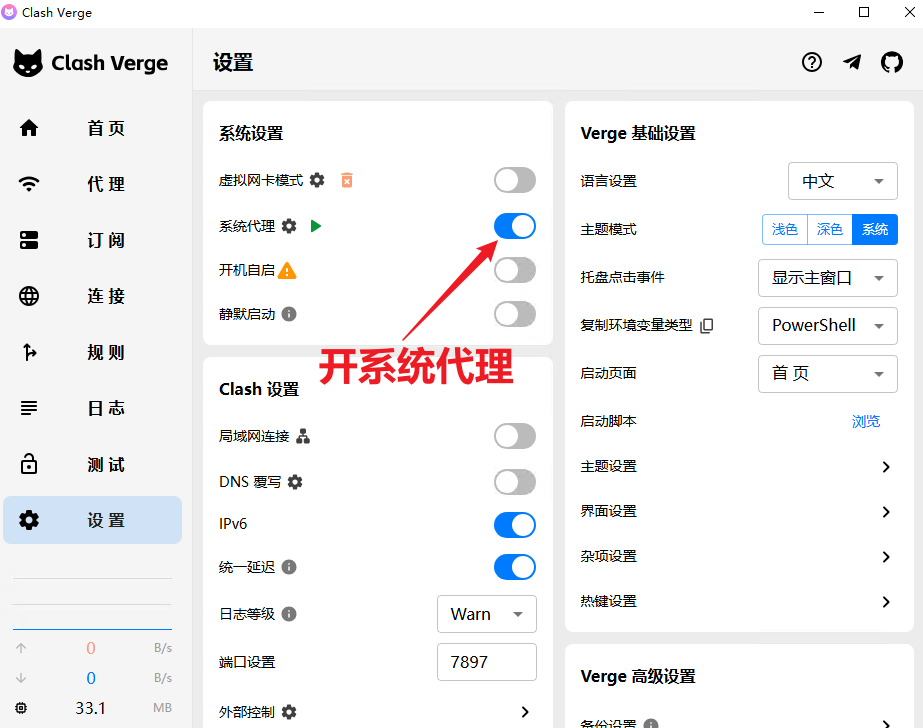 Clash Verge
Clash Verge
首页
代理
订阅
连接
规则
日志
测试
设置
0 B/s
0 B/s
33.1 MB
设置
系统设置
虚拟网卡模式
系统代理
开机自启
静默启动
开系统代理
Clash 设置
局域网连接
DNS 覆写
IPv6
统一延迟
日志等级 Warn
端口设置 7897
外部控制
Verge 基础设置
语言设置 中文
主题模式 浅色 深色 系统
托盘点击事件 显示主窗口
复制环境变量类型 PowerShell
启动页面 首页
启动脚本 浏览
主题设置
界面设置
杂项设置
热键设置
Verge 高级设置
备份设置